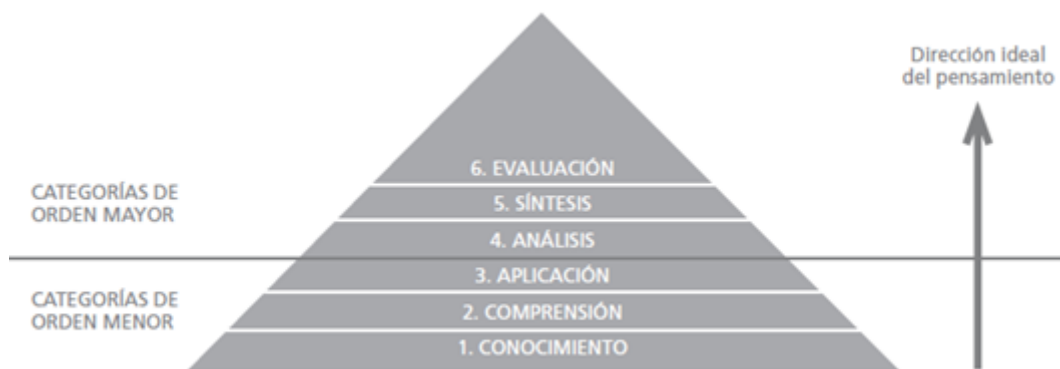 Dirección ideal
del pensamiento
6. EVALUACIÓN
CATEGORÍAS DE
ORDEN MAYOR
5. SÍNTESIS
4. ANÁLISIS
3. APLICACIÓN
CATEGORÍAS DE
ORDEN MENOR
2. COMPRENSIÓN
1. CONOCIMIENTO